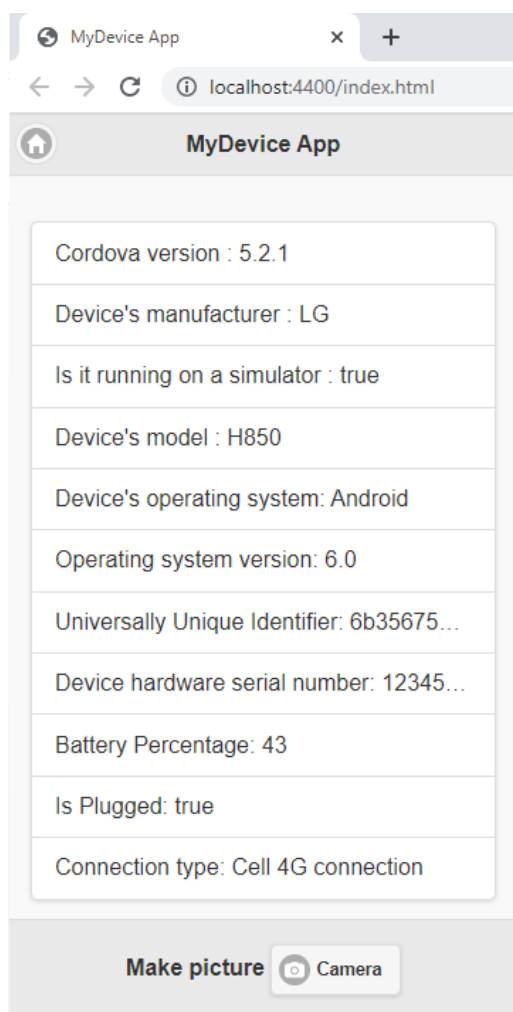 MyDevice App
localhost:4400/index.html
MyDevice App
Cordova version : 5.2.1
Device's manufacturer : LG
Is it running on a simulator : true
Device's model : H850
Device's operating system: Android
Operating system version: 6.0
Universally Unique Identifier: 6b35675...
Device hardware serial number: 12345...
Battery Percentage: 43
Is Plugged: true
Connection type: Cell 4G connection
Make picture Camera